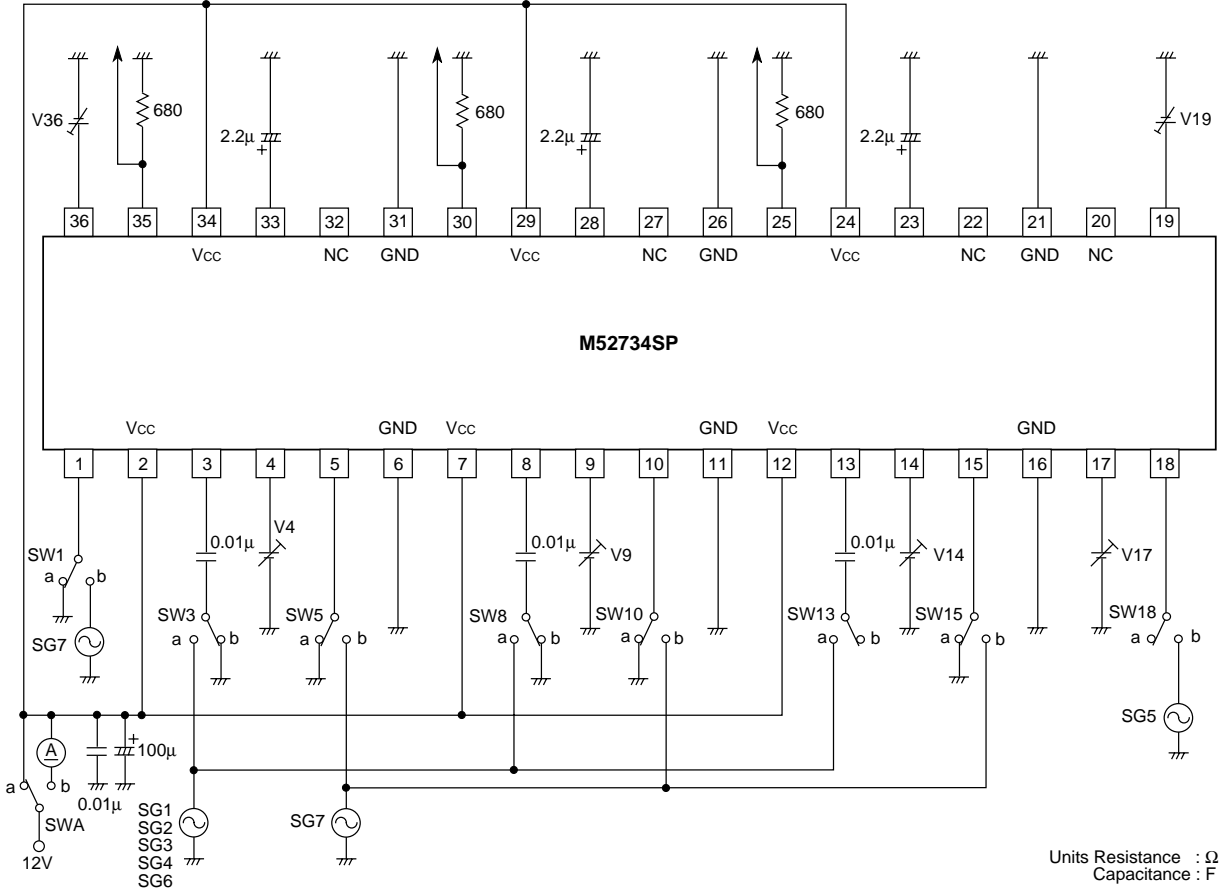 V36
680
2.2µ
+
680
2.2µ
+
680
2.2µ
+
V19
36 35 34 33 32 31 30 29 28 27 26 25 24 23 22 21 20 19
VCC NC GND VCC NC GND VCC NC GND NC
M52734SP
VCC GND VCC GND VCC GND
1 2 3 4 5 6 7 8 9 10 11 12 13 14 15 16 17 18
0.01µ V4 0.01µ V9 0.01µ V14 V17
SW1
a b
SG7
SW3
a b
SW5
a b
SW8
a b
SW10
a b
SW13
a b
SW15
a b
SW18
a b
SG5
A
+
100µ
0.01µ
a b
SWA
12V
SG1
SG2
SG3
SG4
SG6
SG7
Units Resistance : Ω
Capacitance : F